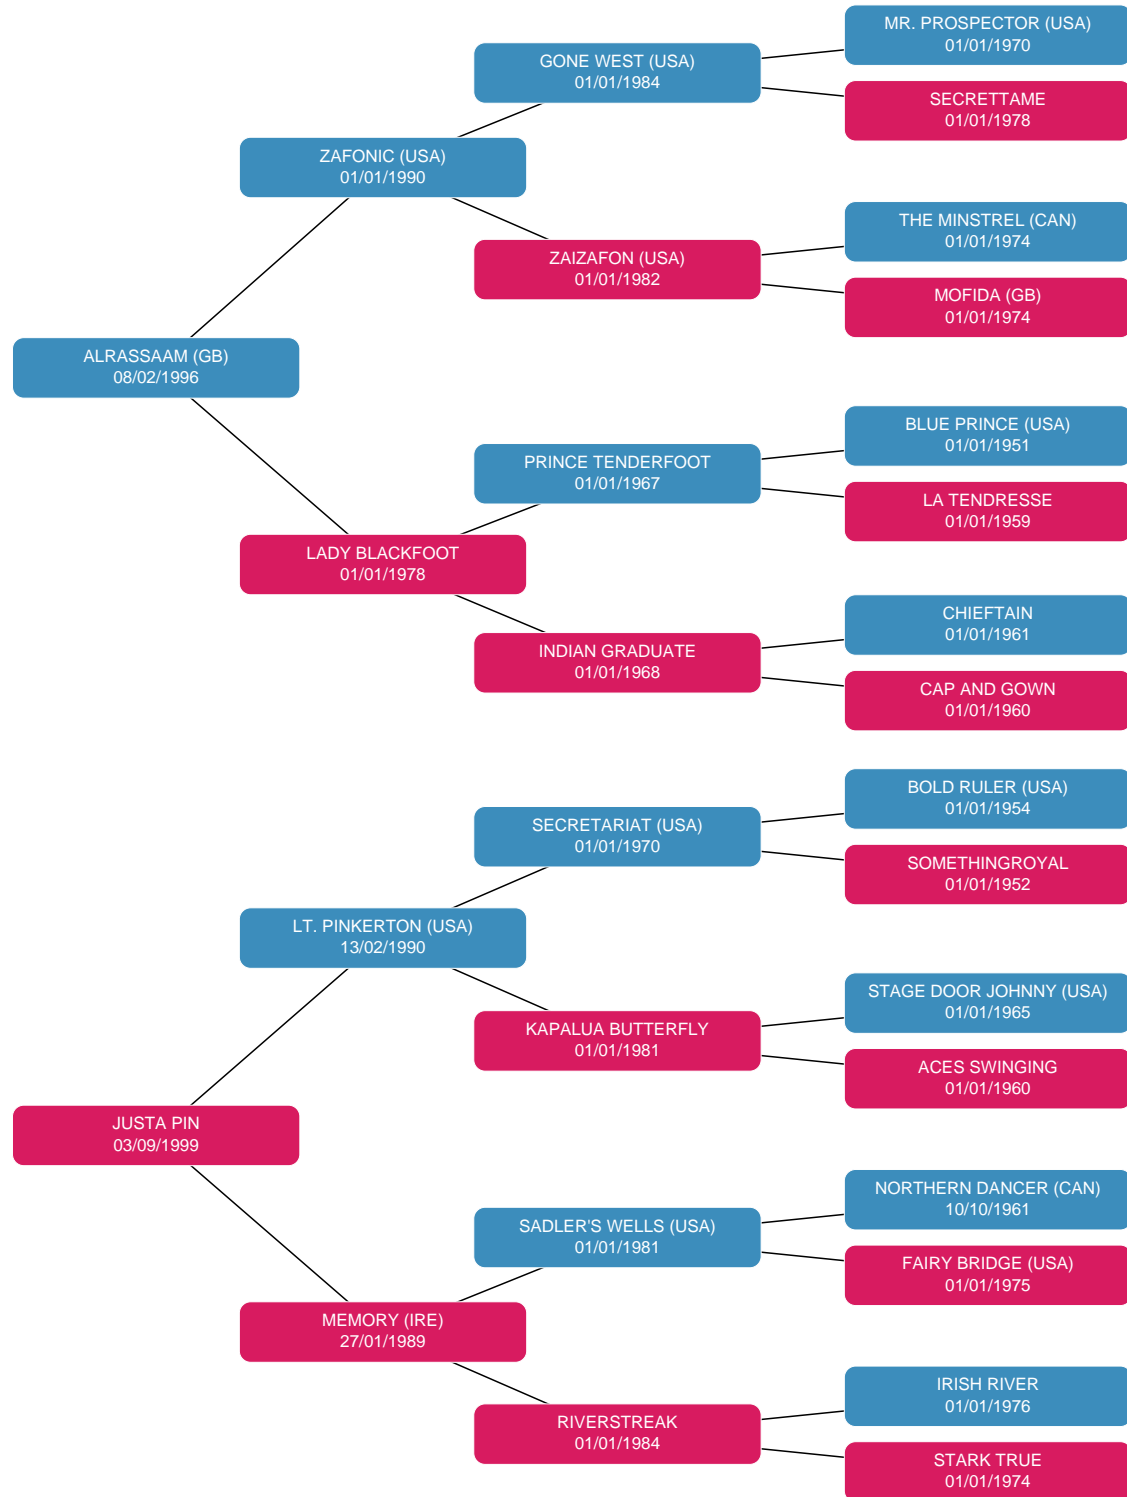 MR. PROSPECTOR (USA)
01/01/1970
GONE WEST (USA)
01/01/1984
SECRETTAME
01/01/1978
ZAFONIC (USA)
01/01/1990
THE MINSTREL (CAN)
01/01/1974
ZAIZAFON (USA)
01/01/1982
MOFIDA (GB)
01/01/1974
ALRASSAAM (GB)
08/02/1996
BLUE PRINCE (USA)
01/01/1951
PRINCE TENDERFOOT
01/01/1967
LA TENDRESSE
01/01/1959
LADY BLACKFOOT
01/01/1978
CHIEFTAIN
01/01/1961
INDIAN GRADUATE
01/01/1968
CAP AND GOWN
01/01/1960
BOLD RULER (USA)
01/01/1954
SECRETARIAT (USA)
01/01/1970
SOMETHINGROYAL
01/01/1952
LT. PINKERTON (USA)
13/02/1990
STAGE DOOR JOHNNY (USA)
01/01/1965
KAPALUA BUTTERFLY
01/01/1981
ACES SWINGING
01/01/1960
JUSTA PIN
03/09/1999
NORTHERN DANCER (CAN)
10/10/1961
SADLER'S WELLS (USA)
01/01/1981
FAIRY BRIDGE (USA)
01/01/1975
MEMORY (IRE)
27/01/1989
IRISH RIVER
01/01/1976
RIVERSTREAK
01/01/1984
STARK TRUE
01/01/1974